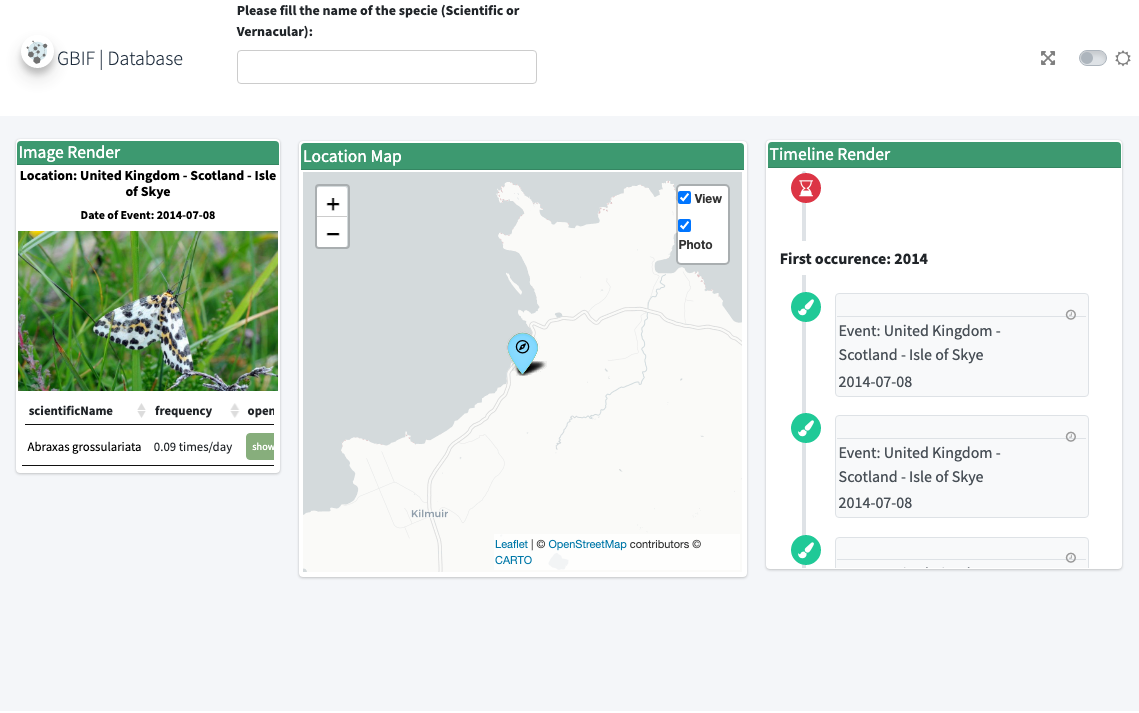 Please fill the name of the specie (Scientific or
Vernacular):
GBIF | Database
Image Render
Location: United Kingdom - Scotland - Isle
of Skye
Date of Event: 2014-07-08
scientificName frequency open
Abraxas grossulariata 0.09 times/day show
Location Map
+
−
View
Photo
Kilmuir
Leaflet | © OpenStreetMap contributors ©
CARTO
Timeline Render
First occurence: 2014
Event: United Kingdom -
Scotland - Isle of Skye
2014-07-08
Event: United Kingdom -
Scotland - Isle of Skye
2014-07-08